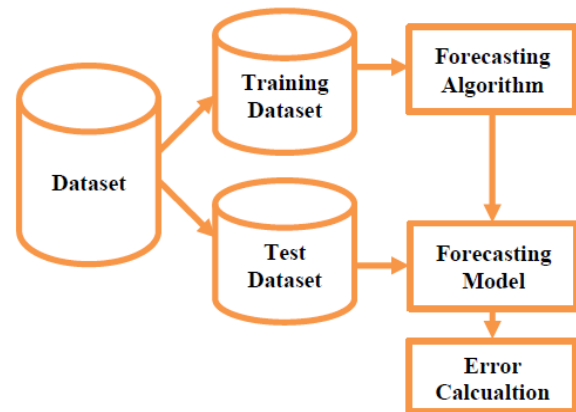 Training
Dataset
Forecasting
Algorithm
Dataset
Test
Dataset
Forecasting
Model
Error
Calcualtion